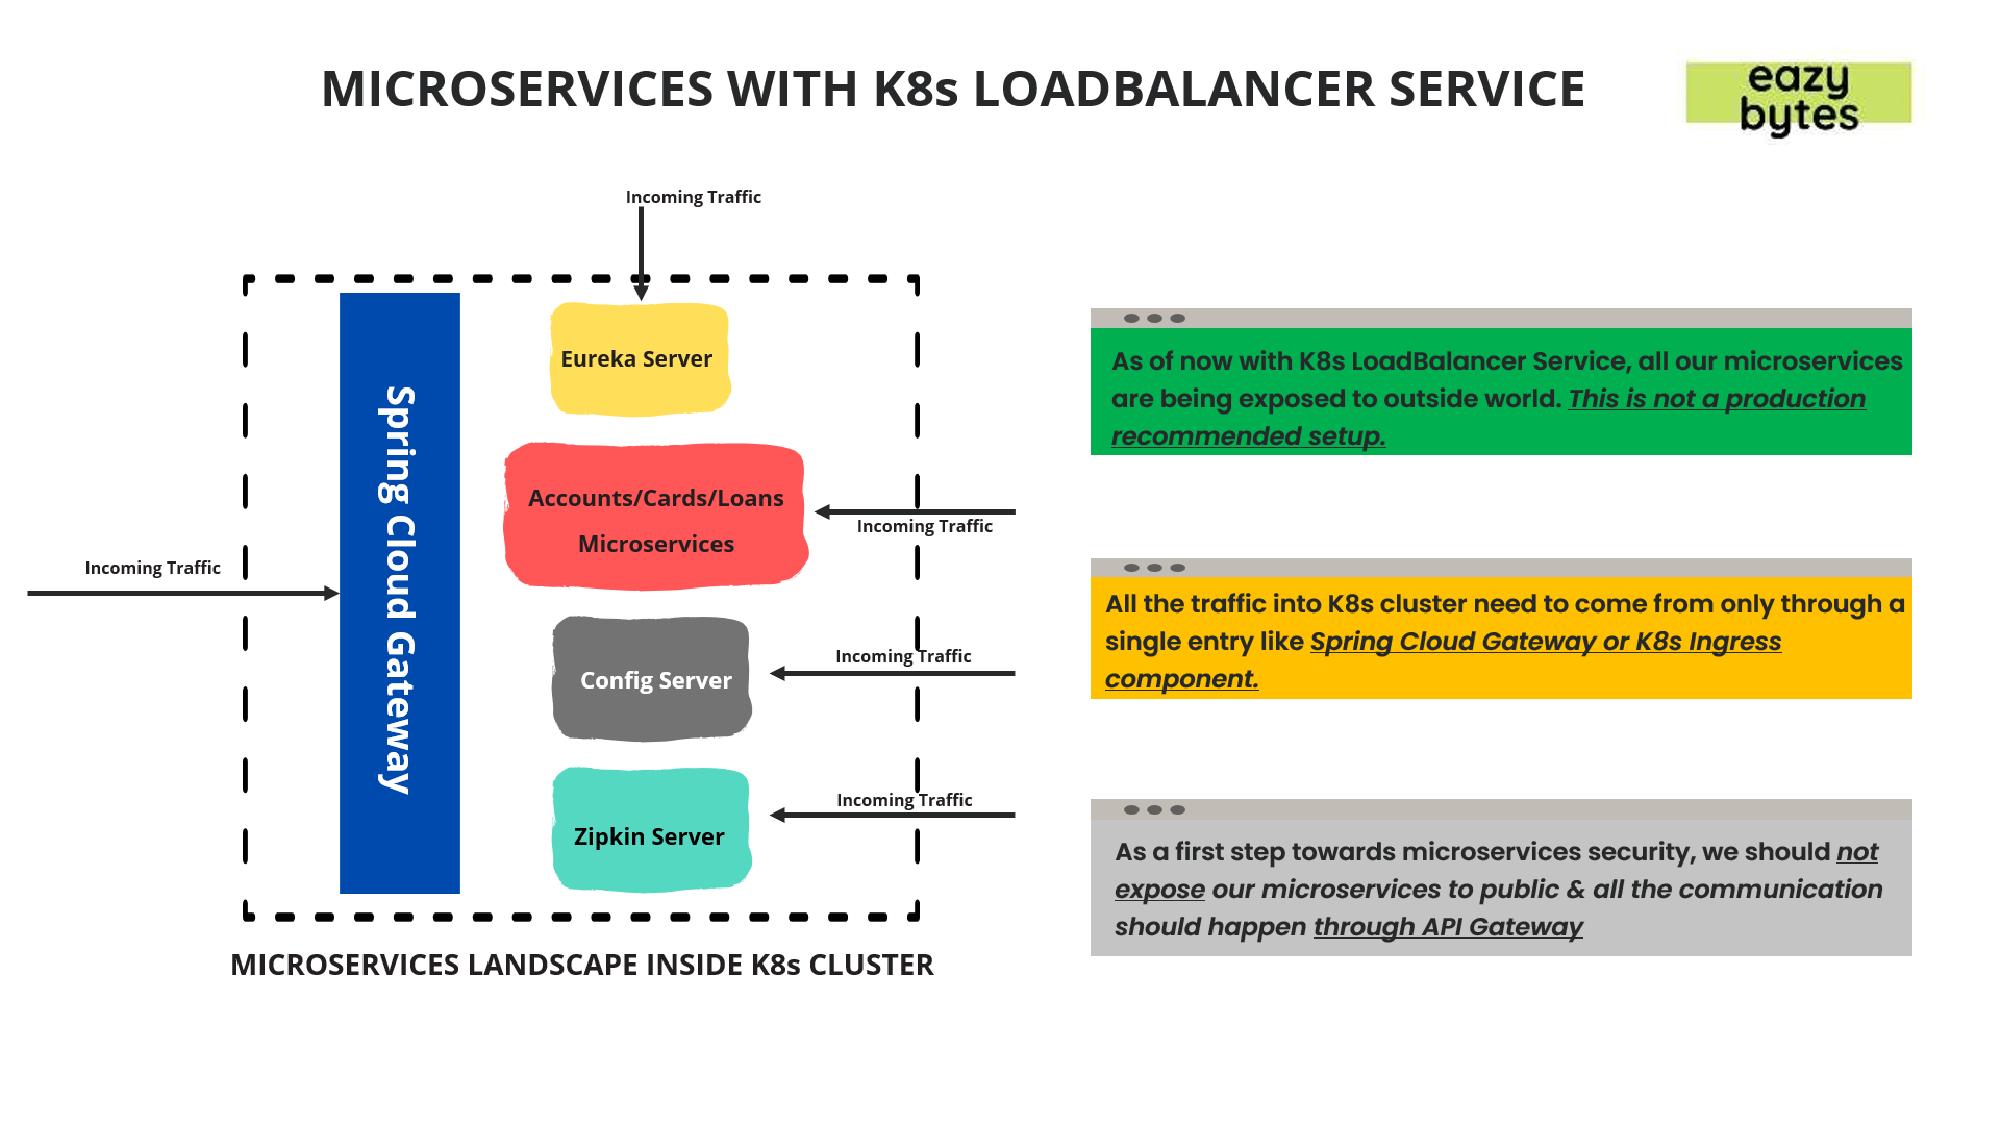 MICROSERVICES WITH K8s LOADBALANCER SERVICE
eazy
bytes
Incoming Traffic
Eureka Server
Spring Cloud Gateway
Accounts/Cards/Loans
Microservices
Incoming Traffic
Incoming Traffic
Incoming Traffic
Config Server
Incoming Traffic
Zipkin Server
MICROSERVICES LANDSCAPE INSIDE K8s CLUSTER
As of now with K8s LoadBalancer Service, all our microservices
are being exposed to outside world. This is not a production
recommended setup.
All the traffic into K8s cluster need to come from only through a
single entry like Spring Cloud Gateway or K8s Ingress
component.
As a first step towards microservices security, we should not
expose our microservices to public & all the communication
should happen through API Gateway